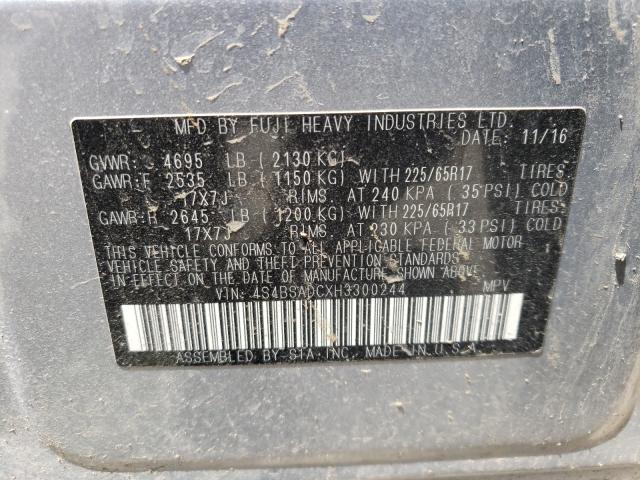 MFD BY FUJI HEAVY INDUSTRIES LTD.
DATE: 11/16
GVWR: 4695 LB ( 2130 KG)
GAWR:F 2535 LB ( 1150 KG) WITH 225/65R17 TIRES
17X7J RIMS AT 240 KPA ( 35 PSI) COLD
GAWR:R 2645 LB ( 1200 KG) WITH 225/65R17 TIRES
17X7J RIMS AT 230 KPA ( 33 PSI) COLD
THIS VEHICLE CONFORMS TO ALL APPLICABLE FEDERAL MOTOR
VEHICLE SAFETY AND THEFT PREVENTION STANDARDS
IN EFFECT ON THE DATE OF MANUFACTURE SHOWN ABOVE.
VIN: 4S4BSADCXH3300244 MPV
ASSEMBLED BY SIA, INC. MADE IN U.S.A.